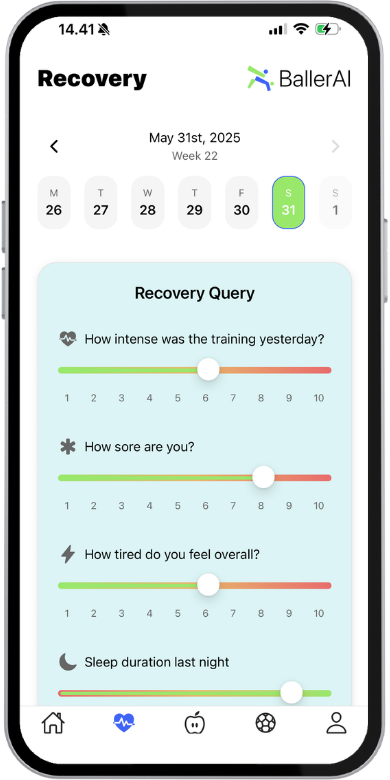 14.41
Recovery
BallerAI
May 31st, 2025
Week 22
M T W T F S S
26 27 28 29 30 31 1
Recovery Query
How intense was the training yesterday?
1 2 3 4 5 6 7 8 9 10
How sore are you?
1 2 3 4 5 6 7 8 9 10
How tired do you feel overall?
1 2 3 4 5 6 7 8 9 10
Sleep duration last night